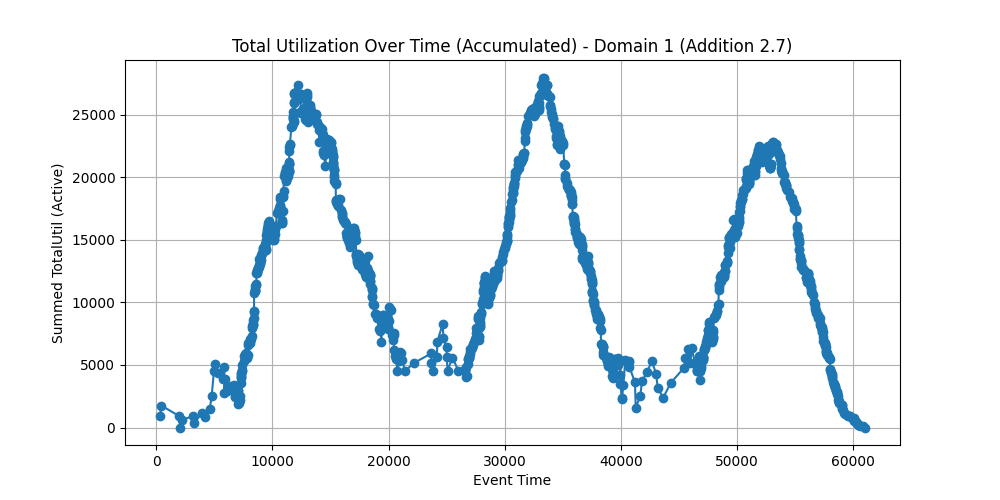 Total Utilization Over Time (Accumulated) - Domain 1 (Addition 2.7)
Summed TotalUtil (Active)
25000
20000
15000
10000
5000
0
0 10000 20000 30000 40000 50000 60000
Event Time